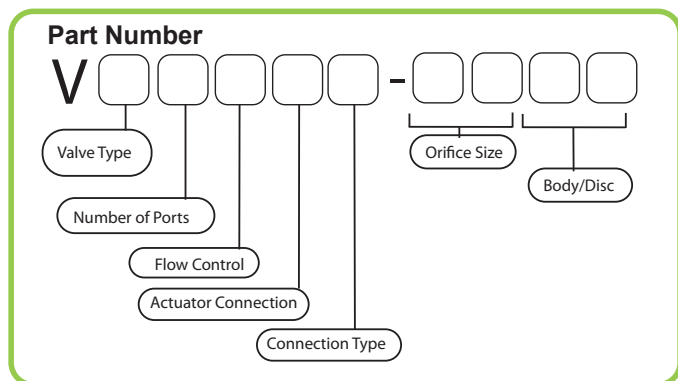 Part Number
V -
Valve Type
Orifice Size
Body/Disc
Number of Ports
Flow Control
Actuator Connection
Connection Type